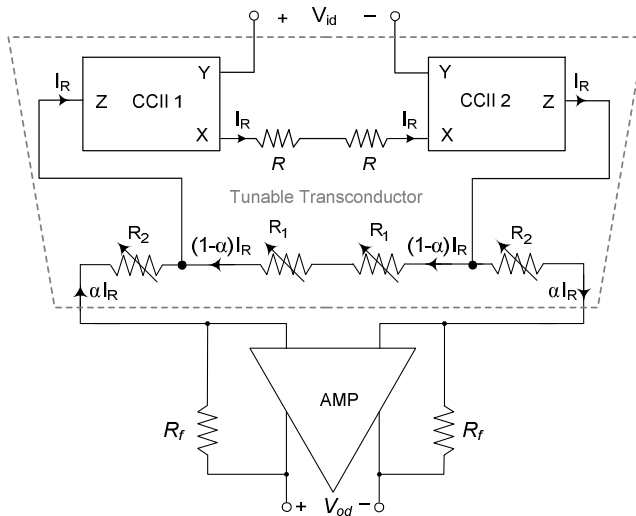 + V_id −
I_R Y Y I_R
Z CCII 1 CCII 2 Z
X I_R I_R X
R R
Tunable Transconductor
R_2 (1-α)I_R R_1 R_1 (1-α)I_R R_2
αI_R αI_R
AMP
R_f R_f
+ V_od −